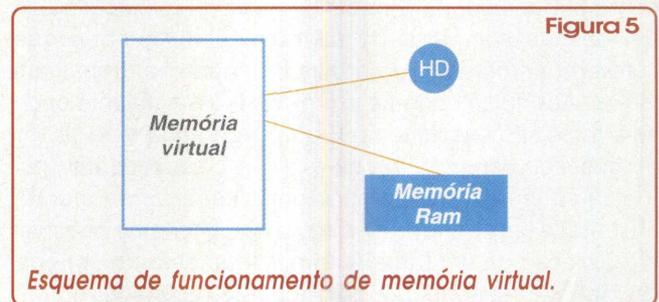 Figura 5
HD
Memória
virtual
Memória
Ram
Esquema de funcionamento de memória virtual.